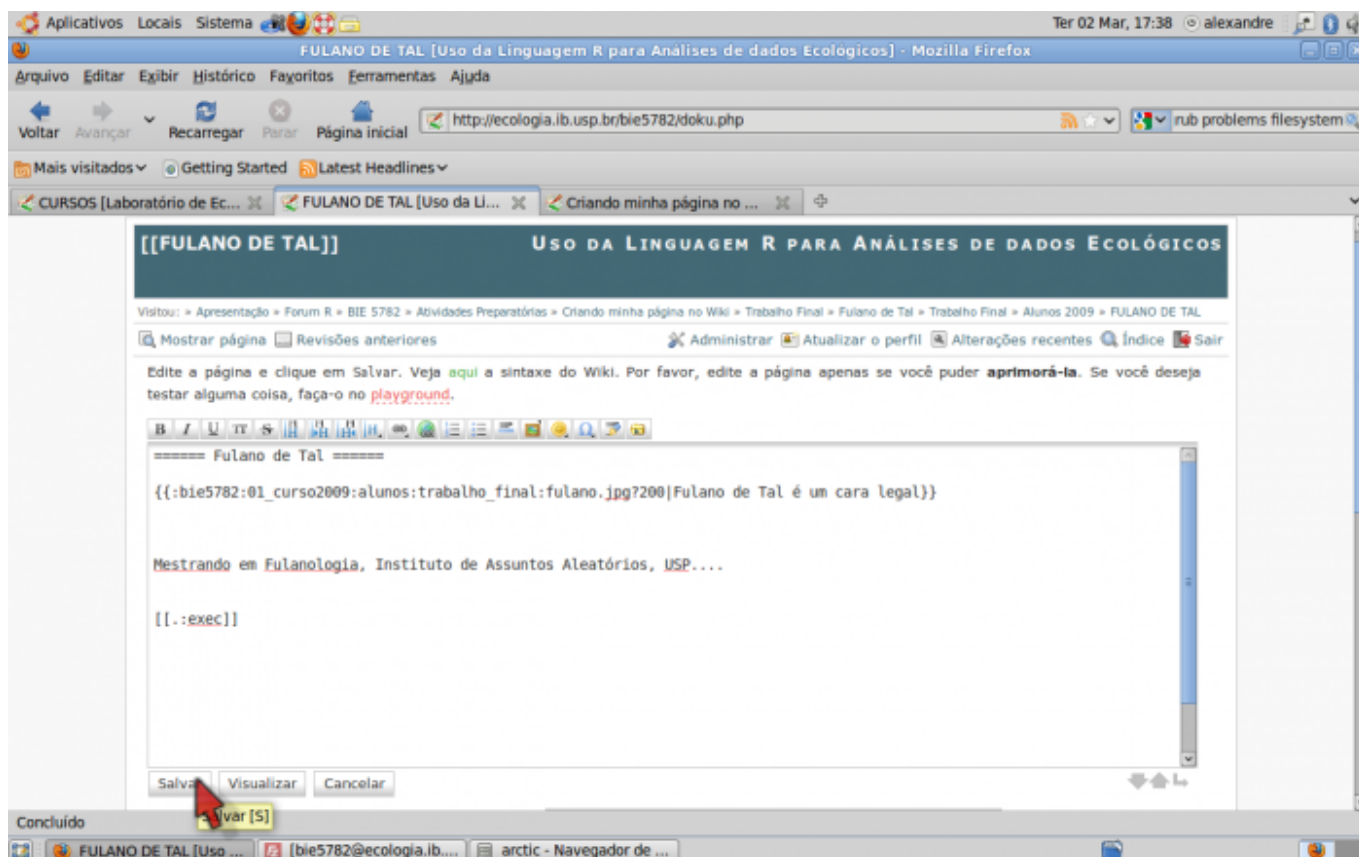 Aplicativos Locais Sistema Ter 02 Mar, 17:38 alexandre
FULANO DE TAL [Uso da Linguagem R para Análises de dados Ecológicos] - Mozilla Firefox
Arquivo Editar Exibir Histórico Favoritos Ferramentas Ajuda
Voltar Avançar Recarregar Parar Página inicial http://ecologia.ib.usp.br/bie5782/doku.php rub problems filesystem
Mais visitados Getting Started Latest Headlines
CURSOS [Laboratório de Ec... FULANO DE TAL [Uso da Li... Criando minha página no ...
[[FULANO DE TAL]] USO DA LINGUAGEM R PARA ANÁLISES DE DADOS ECOLÓGICOS
Visitou: » Apresentação » Forum R » BIE 5782 » Atividades Preparatórias » Criando minha página no Wiki » Trabalho Final » Fulano de Tal » Trabalho Final » Alunos 2009 » FULANO DE TAL
Mostrar página Revisões anteriores Administrar Atualizar o perfil Alterações recentes Índice Sair
Edite a página e clique em Salvar. Veja aqui a sintaxe do Wiki. Por favor, edite a página apenas se você puder aprimorá-la. Se você deseja
testar alguma coisa, faça-o no playground.
B I U TT S
====== Fulano de Tal ======
{{:bie5782:01_curso2009:alunos:trabalho_final:fulano.jpg?200|Fulano de Tal é um cara legal}}
Mestrando em Fulanologia, Instituto de Assuntos Aleatórios, USP....
[[.:exec]]
Salvar Visualizar Cancelar
Salvar [S]
Concluído
FULANO DE TAL [Uso ... [bie5782@ecologia.ib.... arctic - Navegador de ...